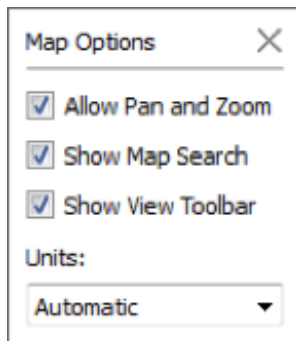 Map Options
Allow Pan and Zoom
Show Map Search
Show View Toolbar
Units:
Automatic